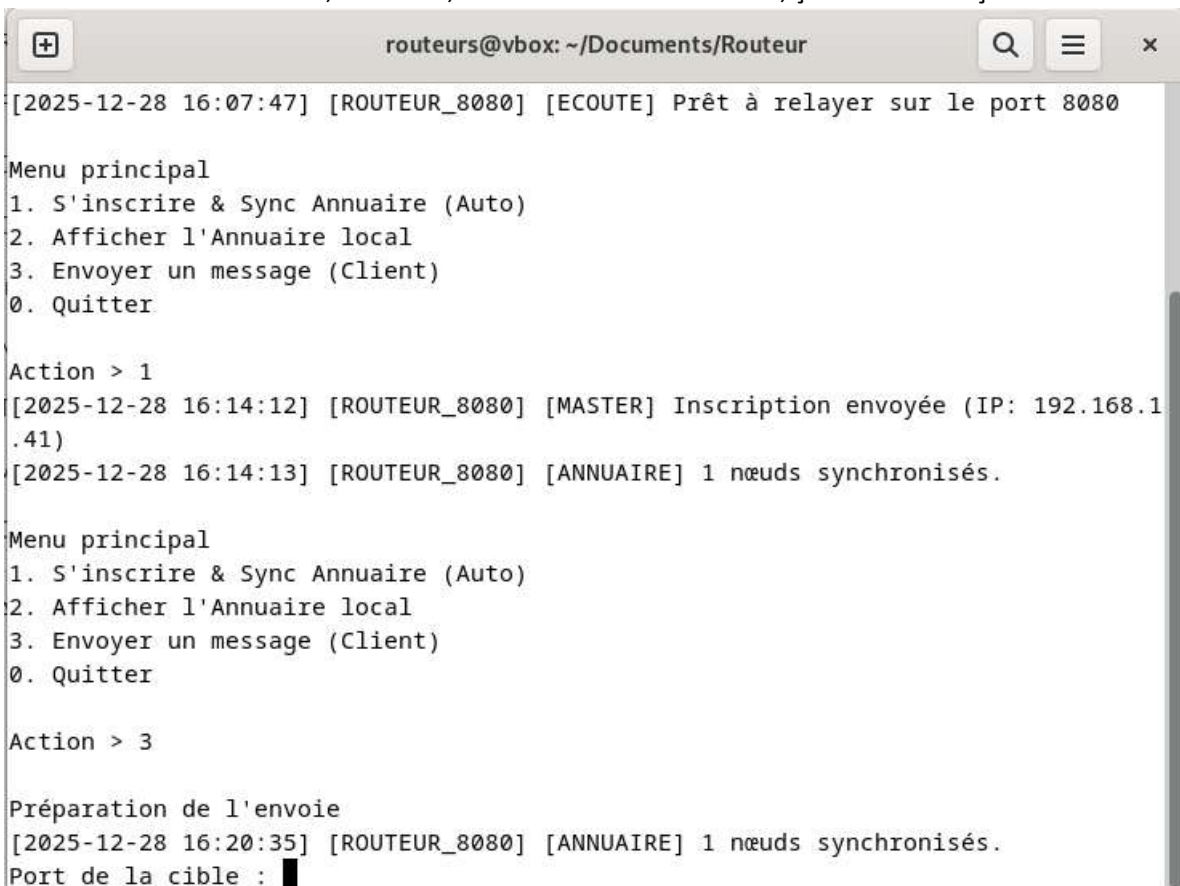 routeurs@vbox: ~/Documents/Routeur
[2025-12-28 16:07:47] [ROUTEUR_8080] [ECOUTE] Prêt à relayer sur le port 8080
Menu principal
1. S'inscrire & Sync Annuaire (Auto)
2. Afficher l'Annuaire local
3. Envoyer un message (Client)
0. Quitter
Action > 1
[2025-12-28 16:14:12] [ROUTEUR_8080] [MASTER] Inscription envoyée (IP: 192.168.1
.41)
[2025-12-28 16:14:13] [ROUTEUR_8080] [ANNUAIRE] 1 nœuds synchronisés.
Menu principal
1. S'inscrire & Sync Annuaire (Auto)
2. Afficher l'Annuaire local
3. Envoyer un message (Client)
0. Quitter
Action > 3
Préparation de l'envoie
[2025-12-28 16:20:35] [ROUTEUR_8080] [ANNUAIRE] 1 nœuds synchronisés.
Port de la cible :